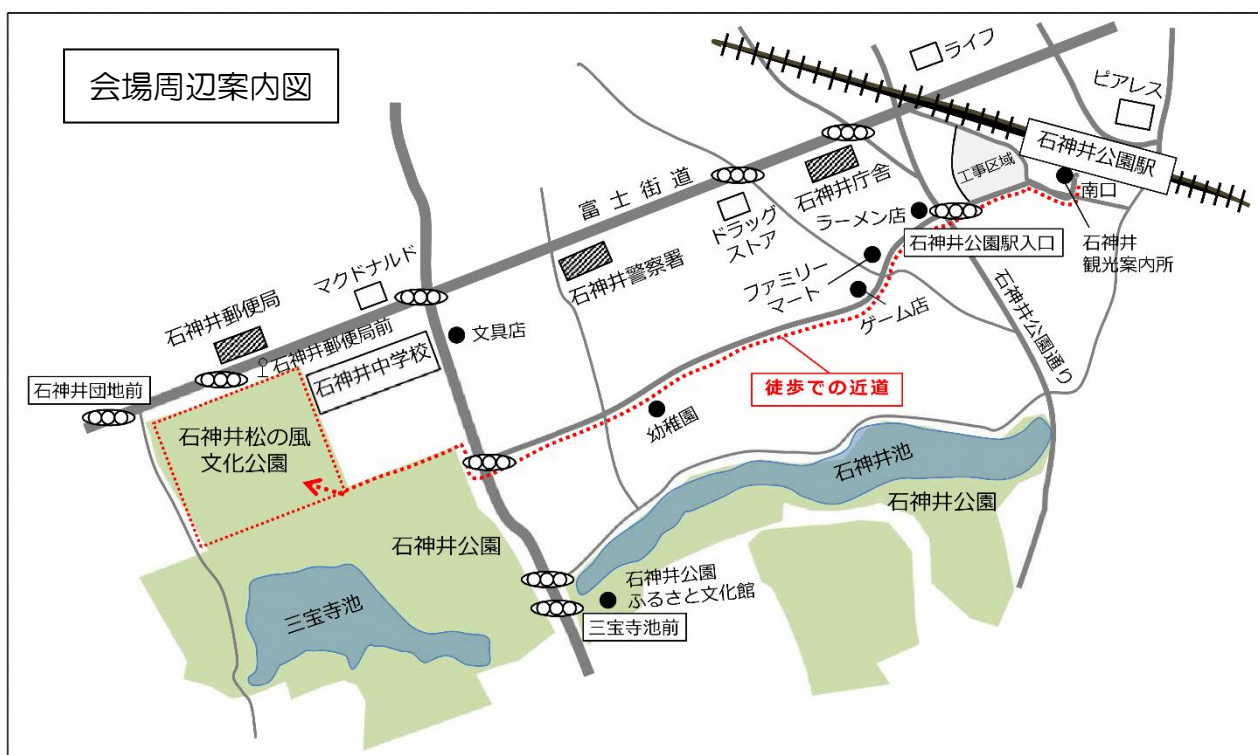 会場周辺案内図
ライフ
ピアレス
石神井公園駅
工事区域
南口
石神井庁舎
富士街道
ドラッグ
ストア
ラーメン店
石神井公園駅入口
石神井
観光案内所
石神井警察署
ファミリー
マート
ゲーム店
石神井公園通り
マクドナルド
石神井郵便局
石神井郵便局前
文具店
石神井中学校
石神井団地前
徒歩での近道
幼稚園
石神井松の風
文化公園
石神井池
石神井公園
石神井公園
三宝寺池
石神井公園
ふるさと文化館
三宝寺池前